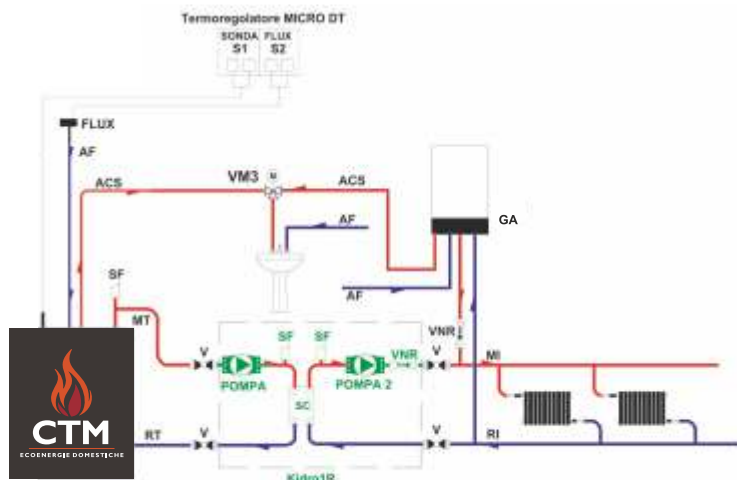 Termoregolatore MICRO DT
SONDA FLUX
S1 S2
FLUX
AF
ACS
VM3
M
ACS
AF
GA
AF
SF
MT
V
POMPA
SF
SF
POMPA 2
VNR
VNR
V
MI
SC
CTM
ECOENERGIE DOMESTICHE
RT
V
V
RI
Kidro1R